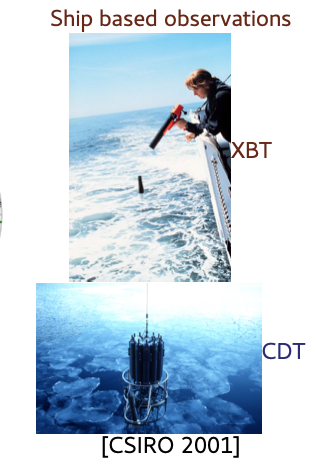 Ship based observations
XBT
CDT
[CSIRO 2001]